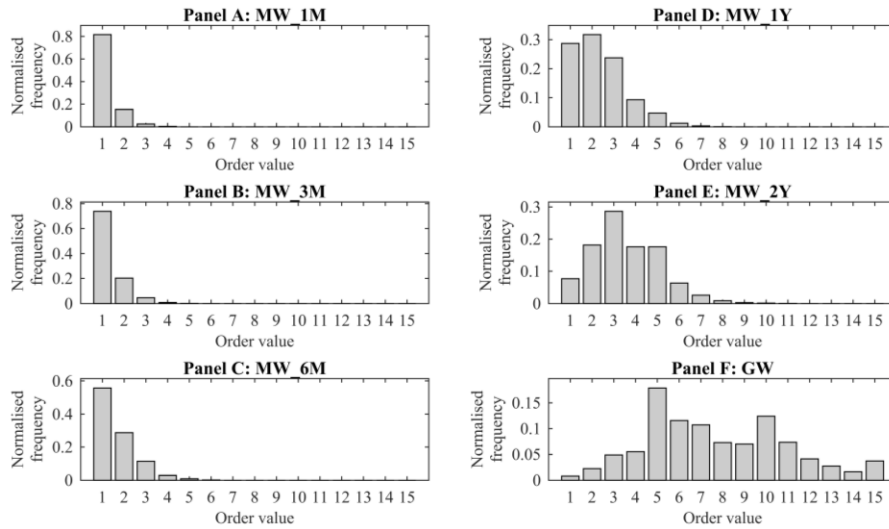 Panel A: MW_1M
Normalised
frequency
0.8
0.6
0.4
0.2
0
1 2 3 4 5 6 7 8 9 10 11 12 13 14 15
Order value
Panel B: MW_3M
Normalised
frequency
0.8
0.6
0.4
0.2
0
1 2 3 4 5 6 7 8 9 10 11 12 13 14 15
Order value
Panel C: MW_6M
Normalised
frequency
0.6
0.4
0.2
0
1 2 3 4 5 6 7 8 9 10 11 12 13 14 15
Order value
Panel D: MW_1Y
Normalised
frequency
0.3
0.2
0.1
0
1 2 3 4 5 6 7 8 9 10 11 12 13 14 15
Order value
Panel E: MW_2Y
Normalised
frequency
0.3
0.2
0.1
0
1 2 3 4 5 6 7 8 9 10 11 12 13 14 15
Order value
Panel F: GW
Normalised
frequency
0.15
0.1
0.05
0
1 2 3 4 5 6 7 8 9 10 11 12 13 14 15
Order value